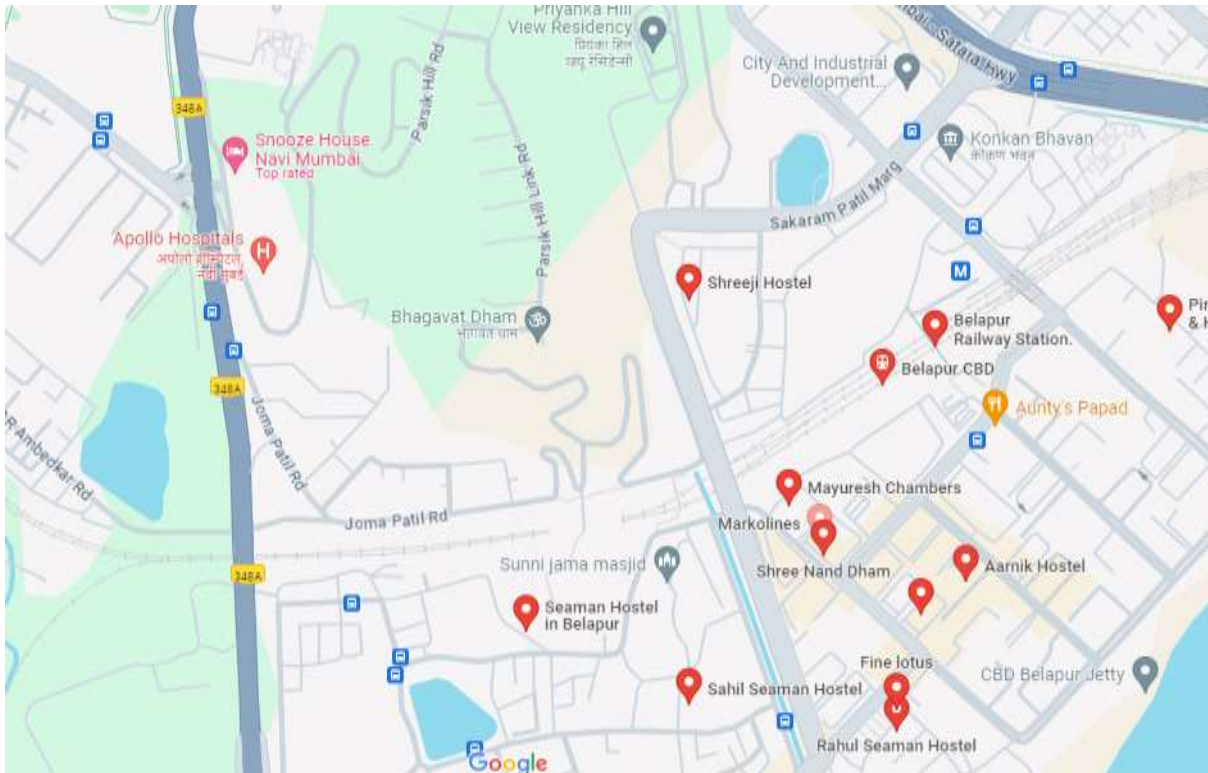 Priyanka Hill
View Residency
प्रियंका हिल
व्ह्यू रेसिडेन्सी
Satara Hwy
City And Industrial
Development...
348A
Parsik Hill Rd
Snooze House
Navi Mumbai
Top rated
Konkan Bhavan
कोकण भवन
Parsik Hill Link Rd
Sakaram Patil Marg
Apollo Hospitals
अपोलो हॉस्पिटल,
नवी मुंबई
M
Shreeji Hostel
Bhagavat Dham
भागवत धाम
Belapur
Railway Station.
Belapur CBD
348A
Joma Patil Rd
Aunty's Papad
R Ambedkar Rd
Mayuresh Chambers
Joma Patil Rd
Markolines
Sunni jama masjid
Shree Nand Dham
Aarnik Hostel
348A
Seaman Hostel
in Belapur
Fine lotus
CBD Belapur Jetty
Sahil Seaman Hostel
Rahul Seaman Hostel
Google